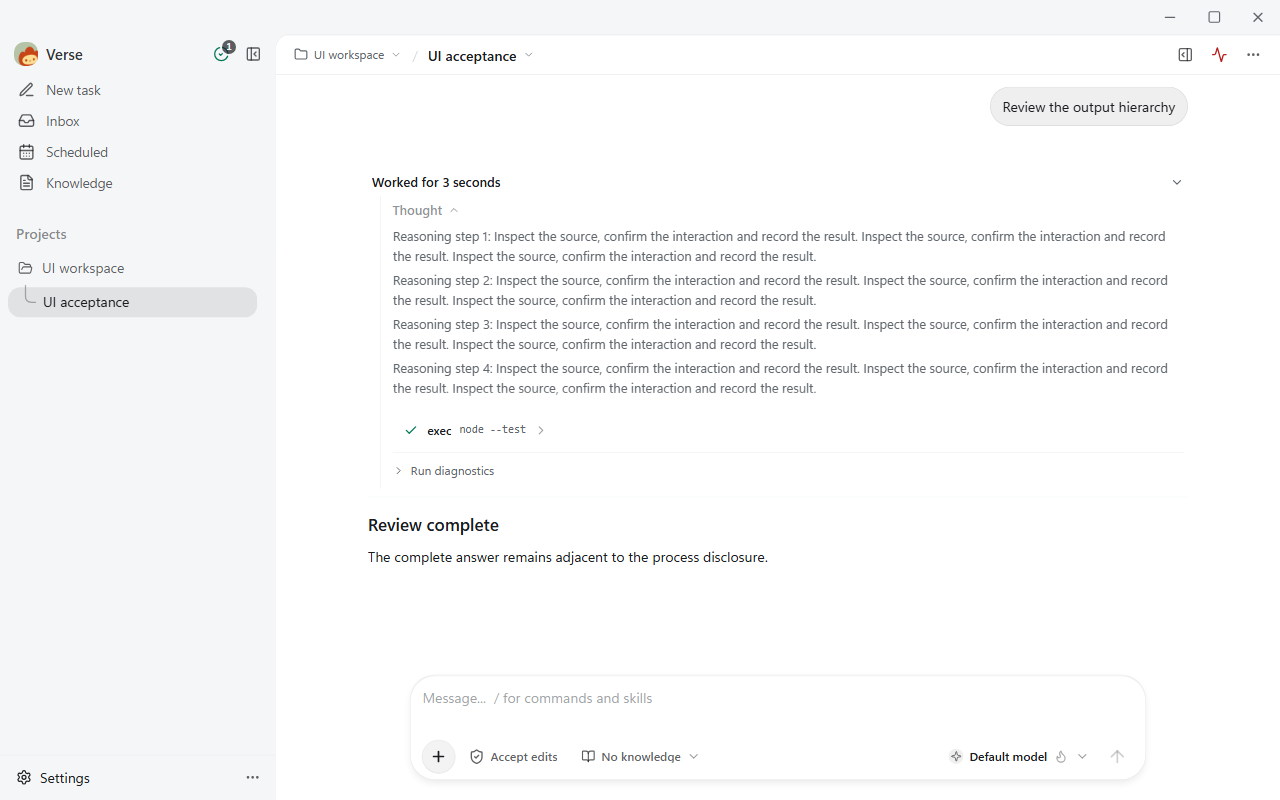 Verse
1
New task
Inbox
Scheduled
Knowledge
Projects
UI workspace
UI acceptance
Settings
UI workspace / UI acceptance
Review the output hierarchy
Worked for 3 seconds
Thought
Reasoning step 1: Inspect the source, confirm the interaction and record the result. Inspect the source, confirm the interaction and record
the result. Inspect the source, confirm the interaction and record the result.
Reasoning step 2: Inspect the source, confirm the interaction and record the result. Inspect the source, confirm the interaction and record
the result. Inspect the source, confirm the interaction and record the result.
Reasoning step 3: Inspect the source, confirm the interaction and record the result. Inspect the source, confirm the interaction and record
the result. Inspect the source, confirm the interaction and record the result.
Reasoning step 4: Inspect the source, confirm the interaction and record the result. Inspect the source, confirm the interaction and record
the result. Inspect the source, confirm the interaction and record the result.
exec node --test
Run diagnostics
Review complete
The complete answer remains adjacent to the process disclosure.
Message... / for commands and skills
Accept edits No knowledge Default model